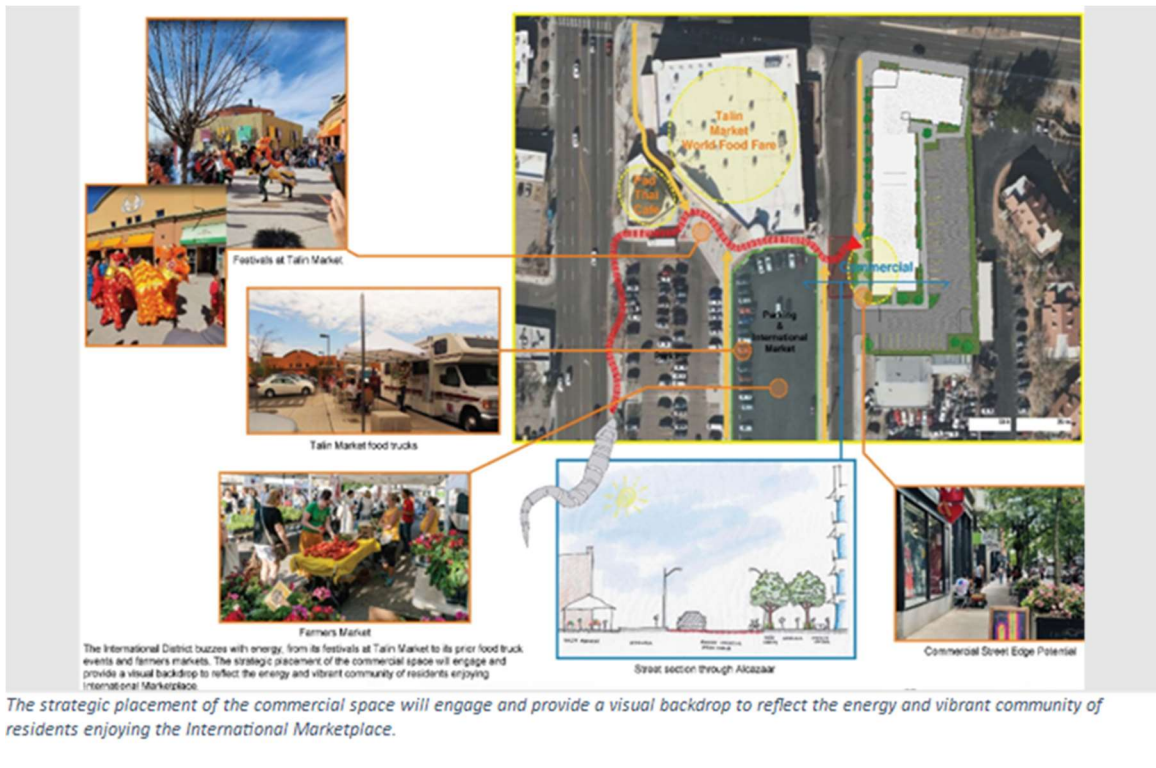 Talin
Market
World Food Fare
Pad
Thai
Cafe
Commercial
Parking
&
International
Market
Festivals at Talin Market
Talin Market food trucks
Farmers Market
Street section through Alcazaar
Commercial Street Edge Potential
The International District buzzes with energy, from its festivals at Talin Market to its prior food truck
events and farmers markets. The strategic placement of the commercial space will engage and
provide a visual backdrop to reflect the energy and vibrant community of residents enjoying
International Marketplace.
The strategic placement of the commercial space will engage and provide a visual backdrop to reflect the energy and vibrant community of
residents enjoying the International Marketplace.